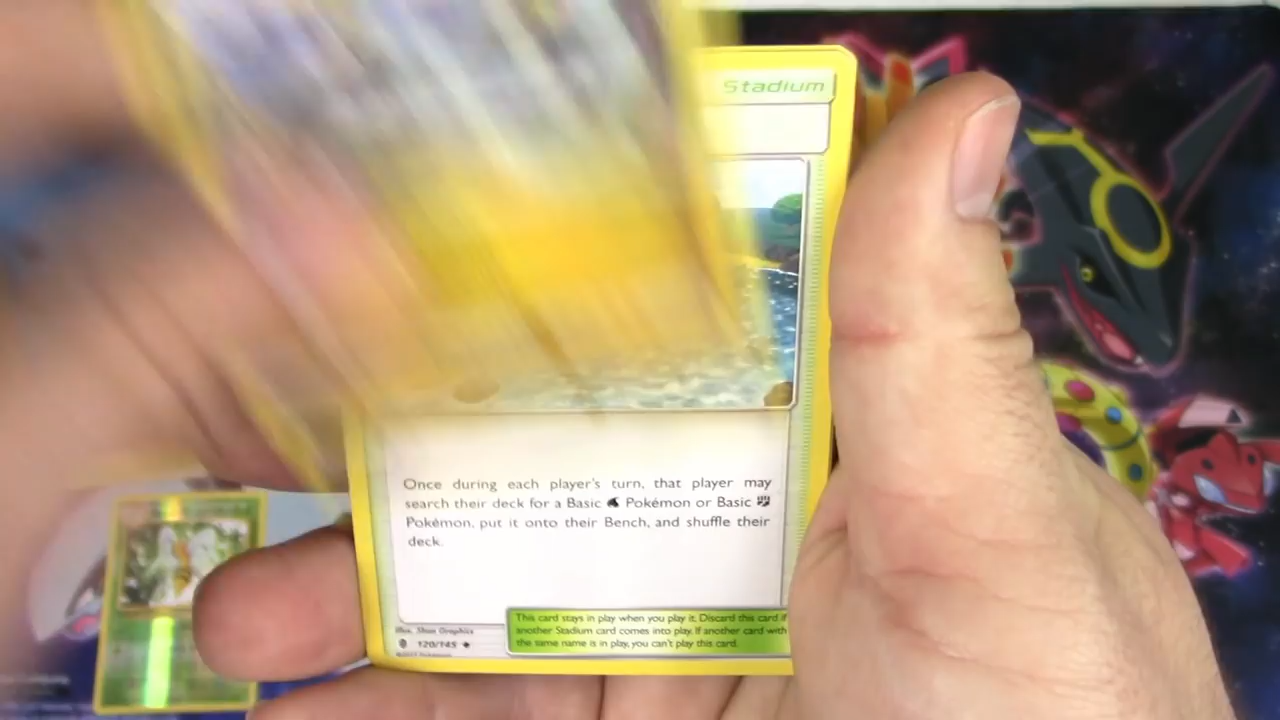 Stadium
Once during each player's turn, that player may
search their deck for a Basic Pokémon or Basic
Pokémon, put it onto their Bench, and shuffle their
deck.
This card stays in play when you play it. Discard this card if
another Stadium card comes into play. If another card with
the same name is in play, you can't play this card.
Illus. Shin Graphics
120/145